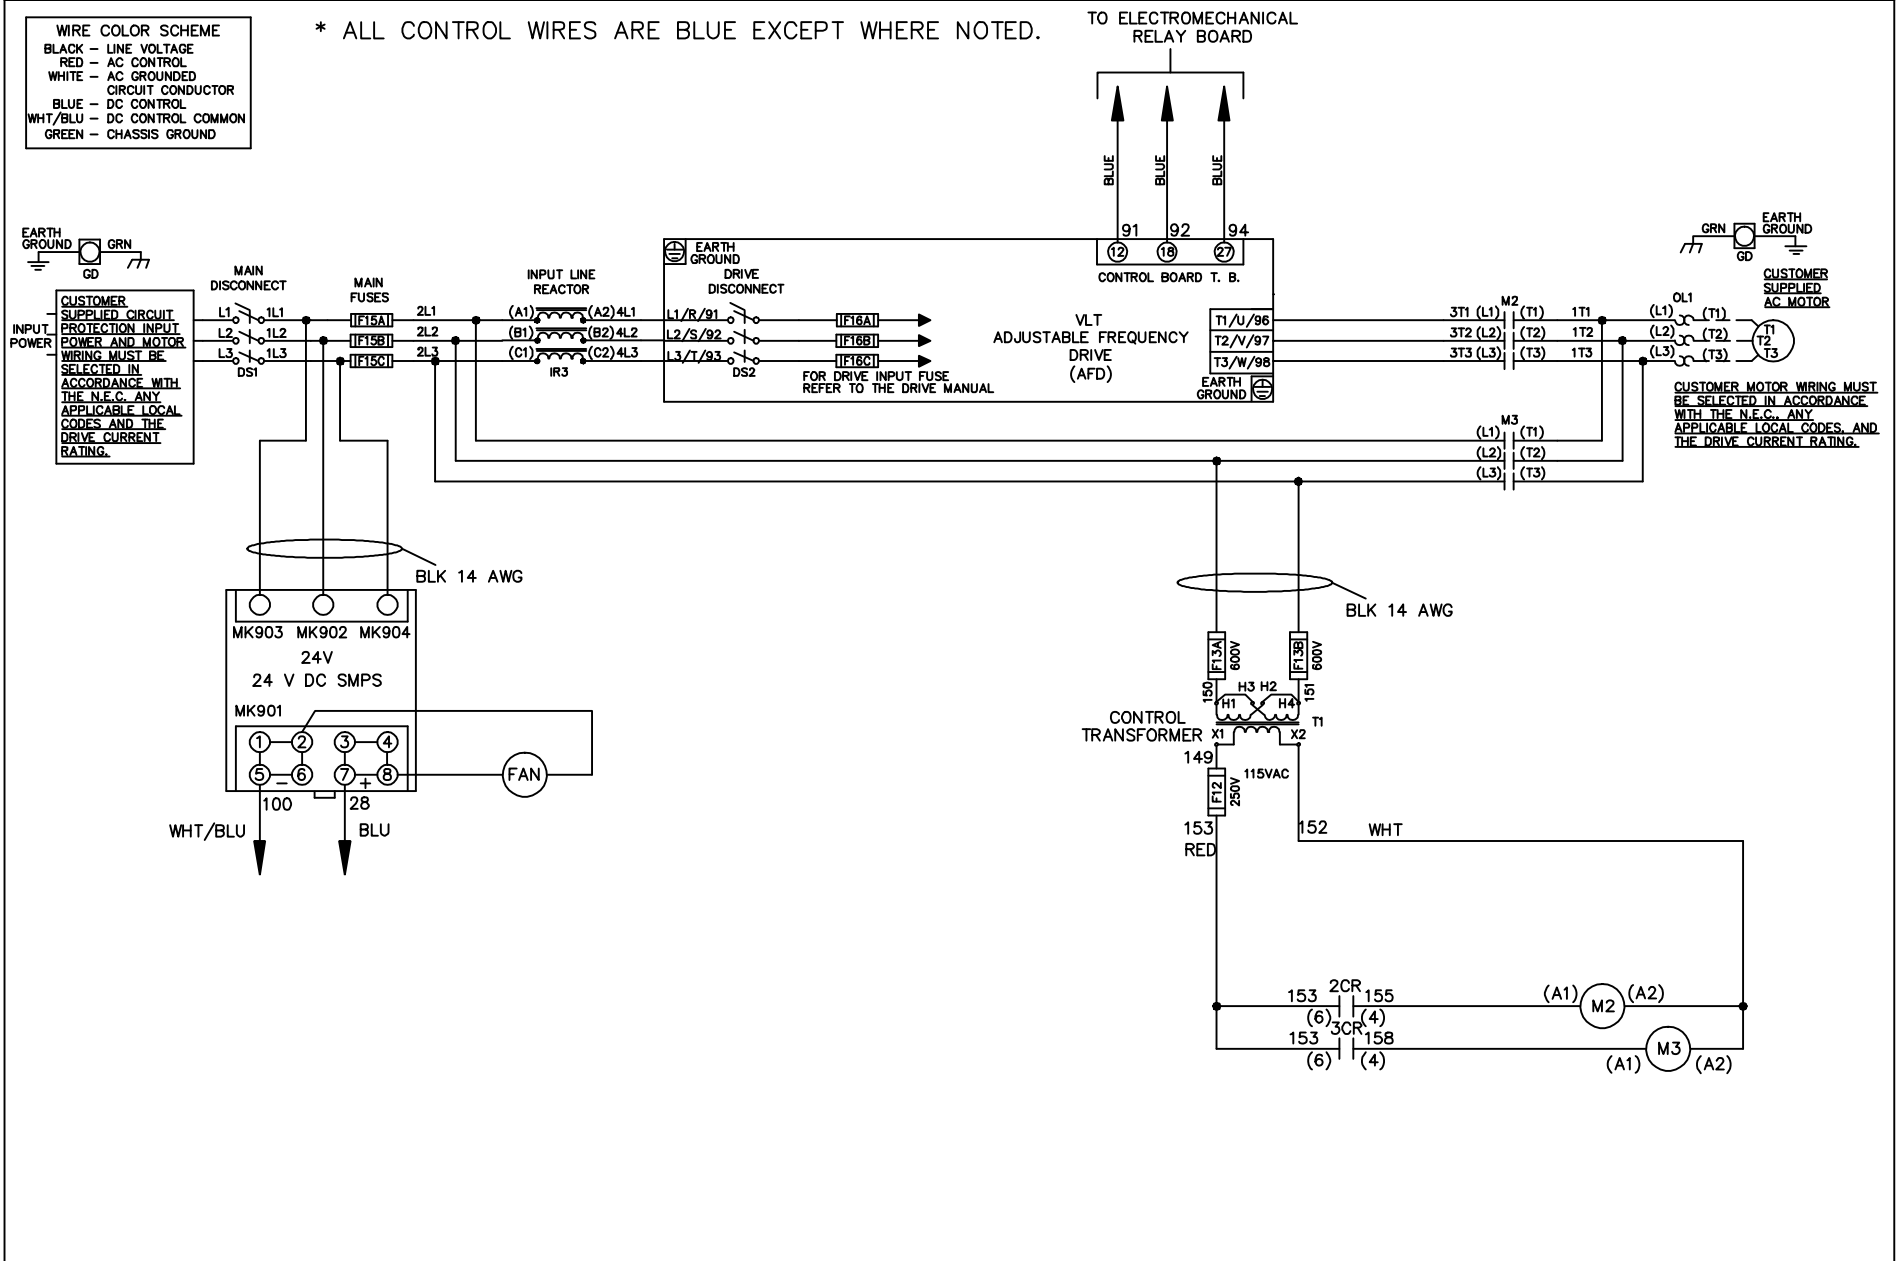 WIRE COLOR SCHEME
BLACK – LINE VOLTAGE
RED – AC CONTROL
WHITE – AC GROUNDED
CIRCUIT CONDUCTOR
BLUE – DC CONTROL
WHT/BLU – DC CONTROL COMMON
GREEN – CHASSIS GROUND
* ALL CONTROL WIRES ARE BLUE EXCEPT WHERE NOTED.
TO ELECTROMECHANICAL
RELAY BOARD
BLUE
BLUE
BLUE
91
92
94
12
18
27
CONTROL BOARD T. B.
EARTH
GROUND
GRN
GD
INPUT
POWER
CUSTOMER
SUPPLIED CIRCUIT
PROTECTION INPUT
POWER AND MOTOR
WIRING MUST BE
SELECTED IN
ACCORDANCE WITH
THE N.E.C. ANY
APPLICABLE LOCAL
CODES AND THE
DRIVE CURRENT
RATING.
MAIN
DISCONNECT
L1 1L1
L2 1L2
L3 1L3
DS1
MAIN
FUSES
F15A
F15B
F15C
2L1
2L2
2L3
INPUT LINE
REACTOR
(A1) (A2) 4L1
(B1) (B2) 4L2
(C1) (C2) 4L3
IR3
EARTH
GROUND
DRIVE
DISCONNECT
L1/R/91
L2/S/92
L3/T/93
DS2
F16A
F16B
F16C
FOR DRIVE INPUT FUSE
REFER TO THE DRIVE MANUAL
VLT
ADJUSTABLE FREQUENCY
DRIVE
(AFD)
T1/U/96
T2/V/97
T3/W/98
EARTH
GROUND
M2
3T1 (L1) (T1) 1T1
3T2 (L2) (T2) 1T2
3T3 (L3) (T3) 1T3
M3
(L1) (T1)
(L2) (T2)
(L3) (T3)
OL1
(L1) (T1)
(L2) (T2)
(L3) (T3)
T1
T2
T3
GRN
GD
EARTH
GROUND
CUSTOMER
SUPPLIED
AC MOTOR
CUSTOMER MOTOR WIRING MUST
BE SELECTED IN ACCORDANCE
WITH THE N.E.C., ANY
APPLICABLE LOCAL CODES, AND
THE DRIVE CURRENT RATING.
BLK 14 AWG
MK903 MK902 MK904
24V
24 V DC SMPS
MK901
1 2 3 4
5 – 6 7 + 8
FAN
100
28
WHT/BLU
BLU
BLK 14 AWG
F13A
600V
F13B
600V
150
151
H3 H2
H1 H4
T1
CONTROL
TRANSFORMER
X1 X2
149
115VAC
F12
250V
153
RED
152
WHT
2CR
153 155
(6) (4)
(A1) M2 (A2)
3CR
153 158
(6) (4)
(A1) M3 (A2)